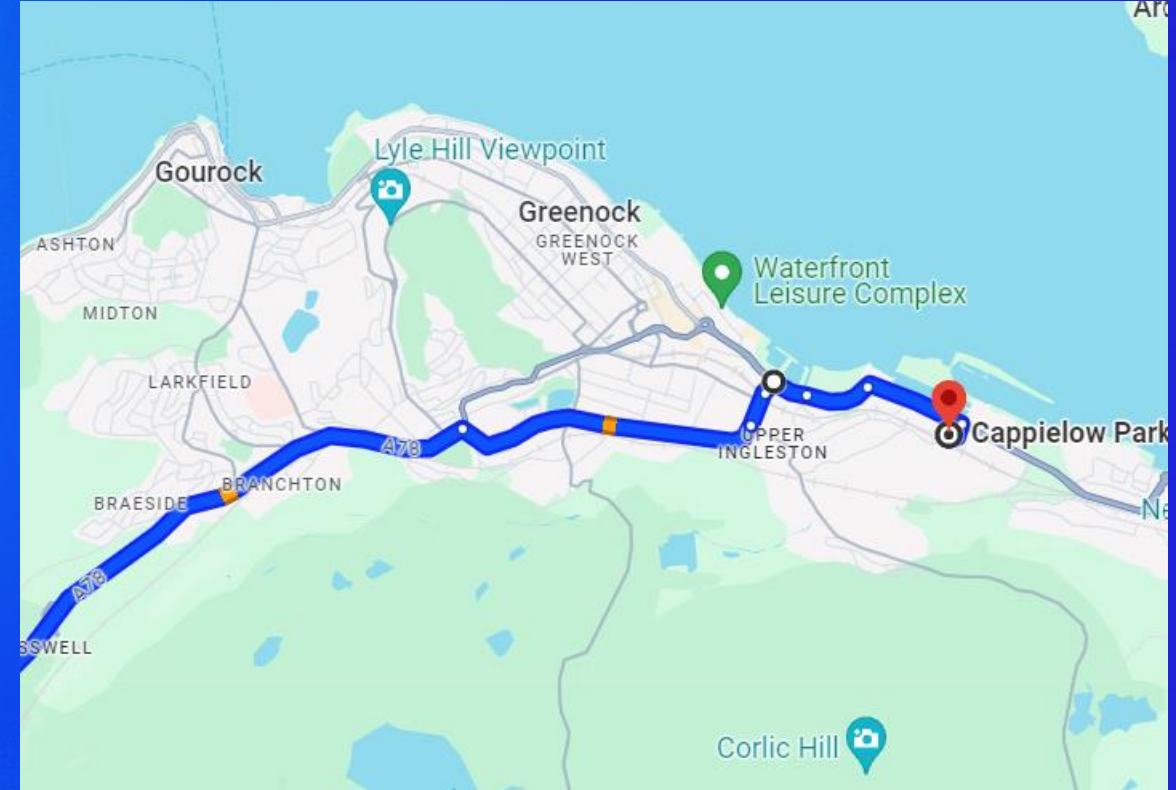 Arc
Lyle Hill Viewpoint
Gourock
Greenock
GREENOCK
WEST
ASHTON
Waterfront
Leisure Complex
MIDTON
LARKFIELD
UPPER
INGLESTON
Cappielow Park
A78
BRANCHTON
BRAESIDE
Ne
A78
SSWELL
Corlic Hill